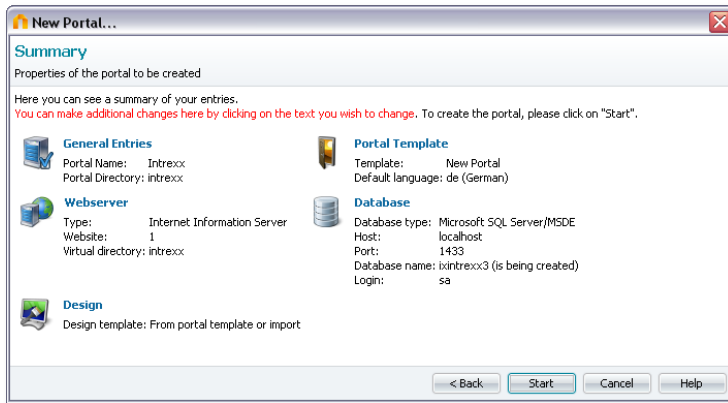 New Portal...
Summary
Properties of the portal to be created
Here you can see a summary of your entries.
You can make additional changes here by clicking on the text you wish to change. To create the portal, please click on "Start".
General Entries
Portal Name: Intrexx
Portal Directory: intrexx
Portal Template
Template: New Portal
Default language: de (German)
Webserver
Type: Internet Information Server
Website: 1
Virtual directory: intrexx
Database
Database type: Microsoft SQL Server/MSDE
Host: localhost
Port: 1433
Database name: ixintrexx3 (is being created)
Login: sa
Design
Design template: From portal template or import
< Back Start Cancel Help